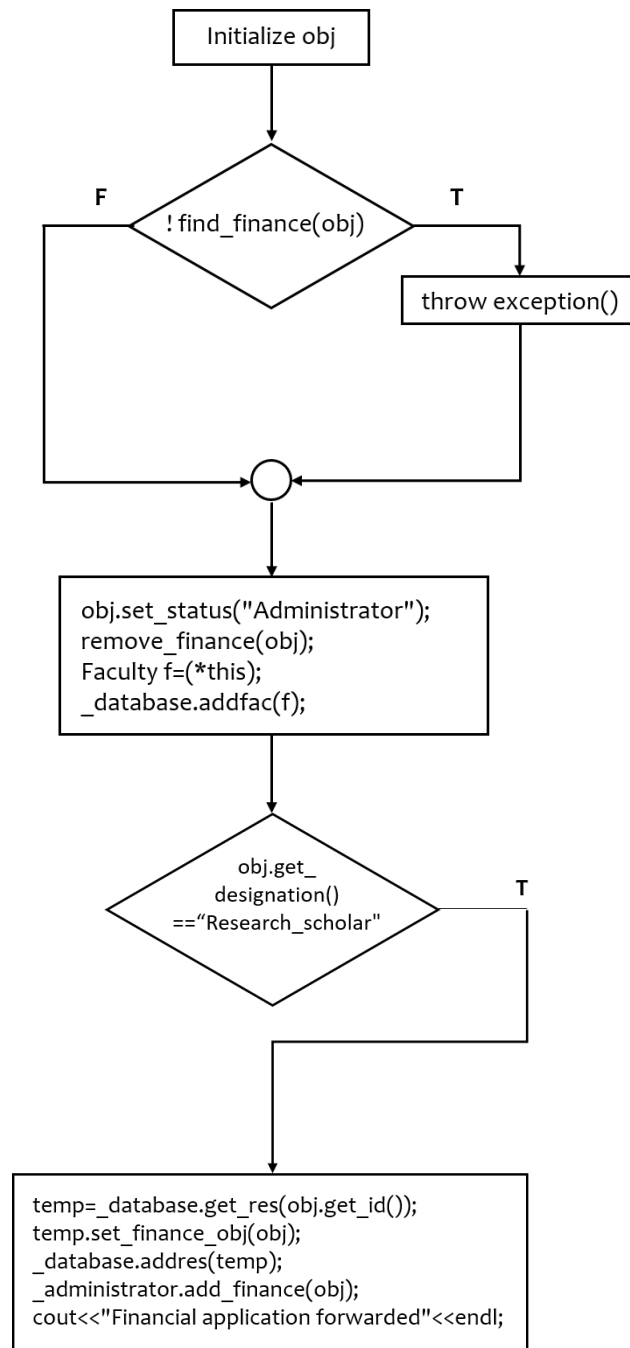 Initialize obj
F
T
! find_finance(obj)
throw exception()
obj.set_status("Administrator");
remove_finance(obj);
Faculty f=(*this);
_database.addfac(f);
obj.get_
designation()
==“Research_scholar"
T
temp=_database.get_res(obj.get_id());
temp.set_finance_obj(obj);
_database.addres(temp);
_administrator.add_finance(obj);
cout<<"Financial application forwarded"<<endl;